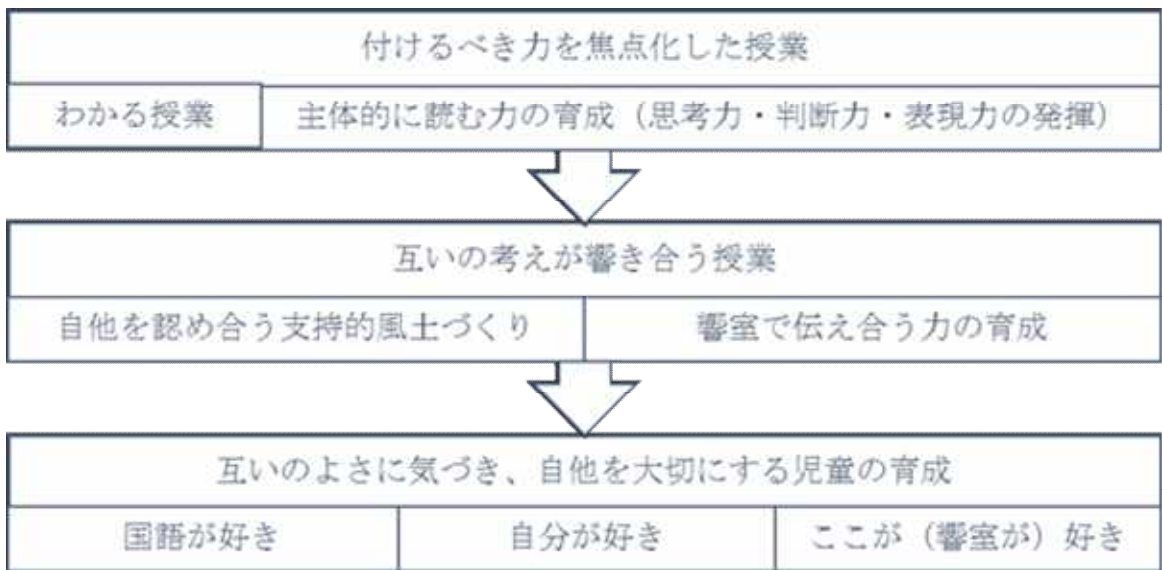 付けるべき力を焦点化した授業
わかる授業
主体的に読む力の育成（思考力・判断力・表現力の発揮）
互いの考えが響き合う授業
自他を認め合う支持的風土づくり
響室で伝え合う力の育成
互いのよさに気づき、自他を大切にする児童の育成
国語が好き
自分が好き
ここが（響室が）好き